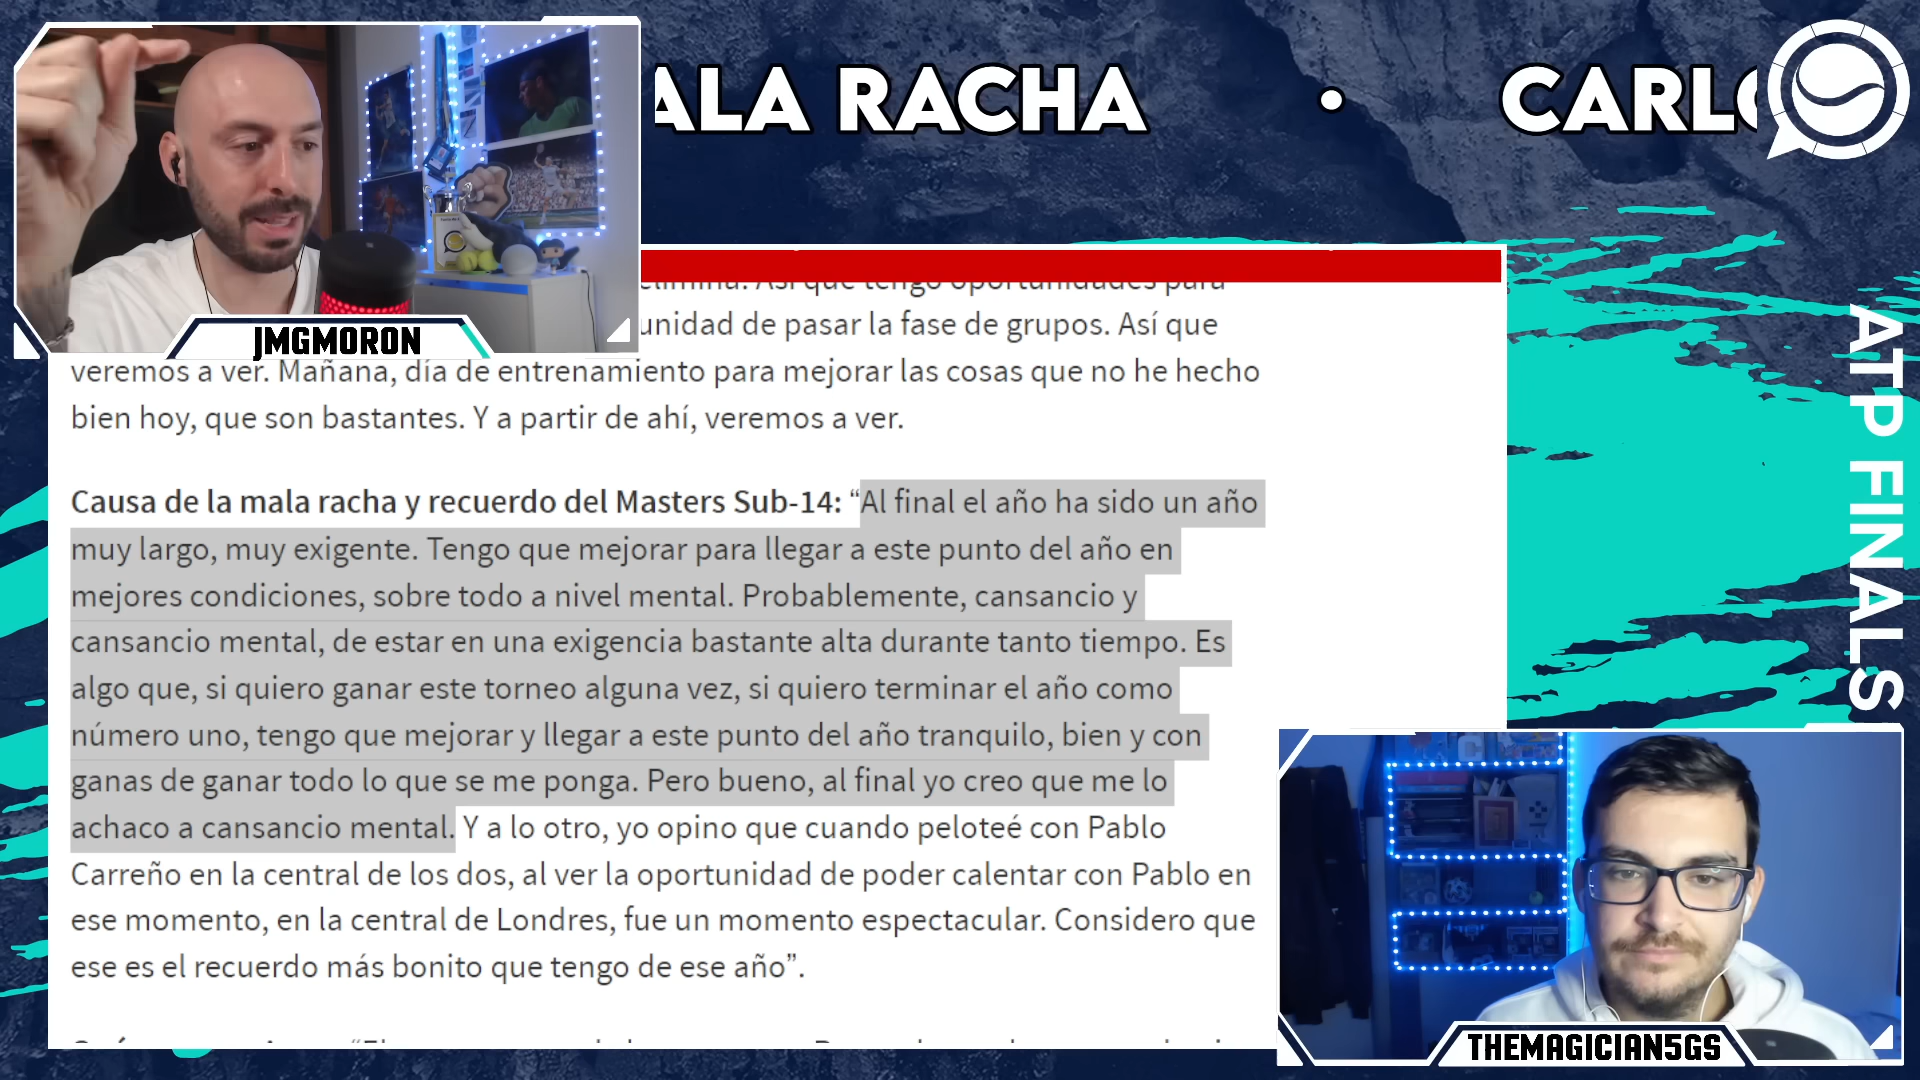 ALA RACHA • CARLO
JMGMORON
elimina. Así que tengo oportunidades para
unidad de pasar la fase de grupos. Así que
veremos a ver. Mañana, día de entrenamiento para mejorar las cosas que no he hecho
bien hoy, que son bastantes. Y a partir de ahí, veremos a ver.
Causa de la mala racha y recuerdo del Masters Sub-14: “Al final el año ha sido un año
muy largo, muy exigente. Tengo que mejorar para llegar a este punto del año en
mejores condiciones, sobre todo a nivel mental. Probablemente, cansancio y
cansancio mental, de estar en una exigencia bastante alta durante tanto tiempo. Es
algo que, si quiero ganar este torneo alguna vez, si quiero terminar el año como
número uno, tengo que mejorar y llegar a este punto del año tranquilo, bien y con
ganas de ganar todo lo que se me ponga. Pero bueno, al final yo creo que me lo
achaco a cansancio mental. Y a lo otro, yo opino que cuando peloteé con Pablo
Carreño en la central de los dos, al ver la oportunidad de poder calentar con Pablo en
ese momento, en la central de Londres, fue un momento espectacular. Considero que
ese es el recuerdo más bonito que tengo de ese año”.
ATP FINALS
THEMAGICIAN5GS